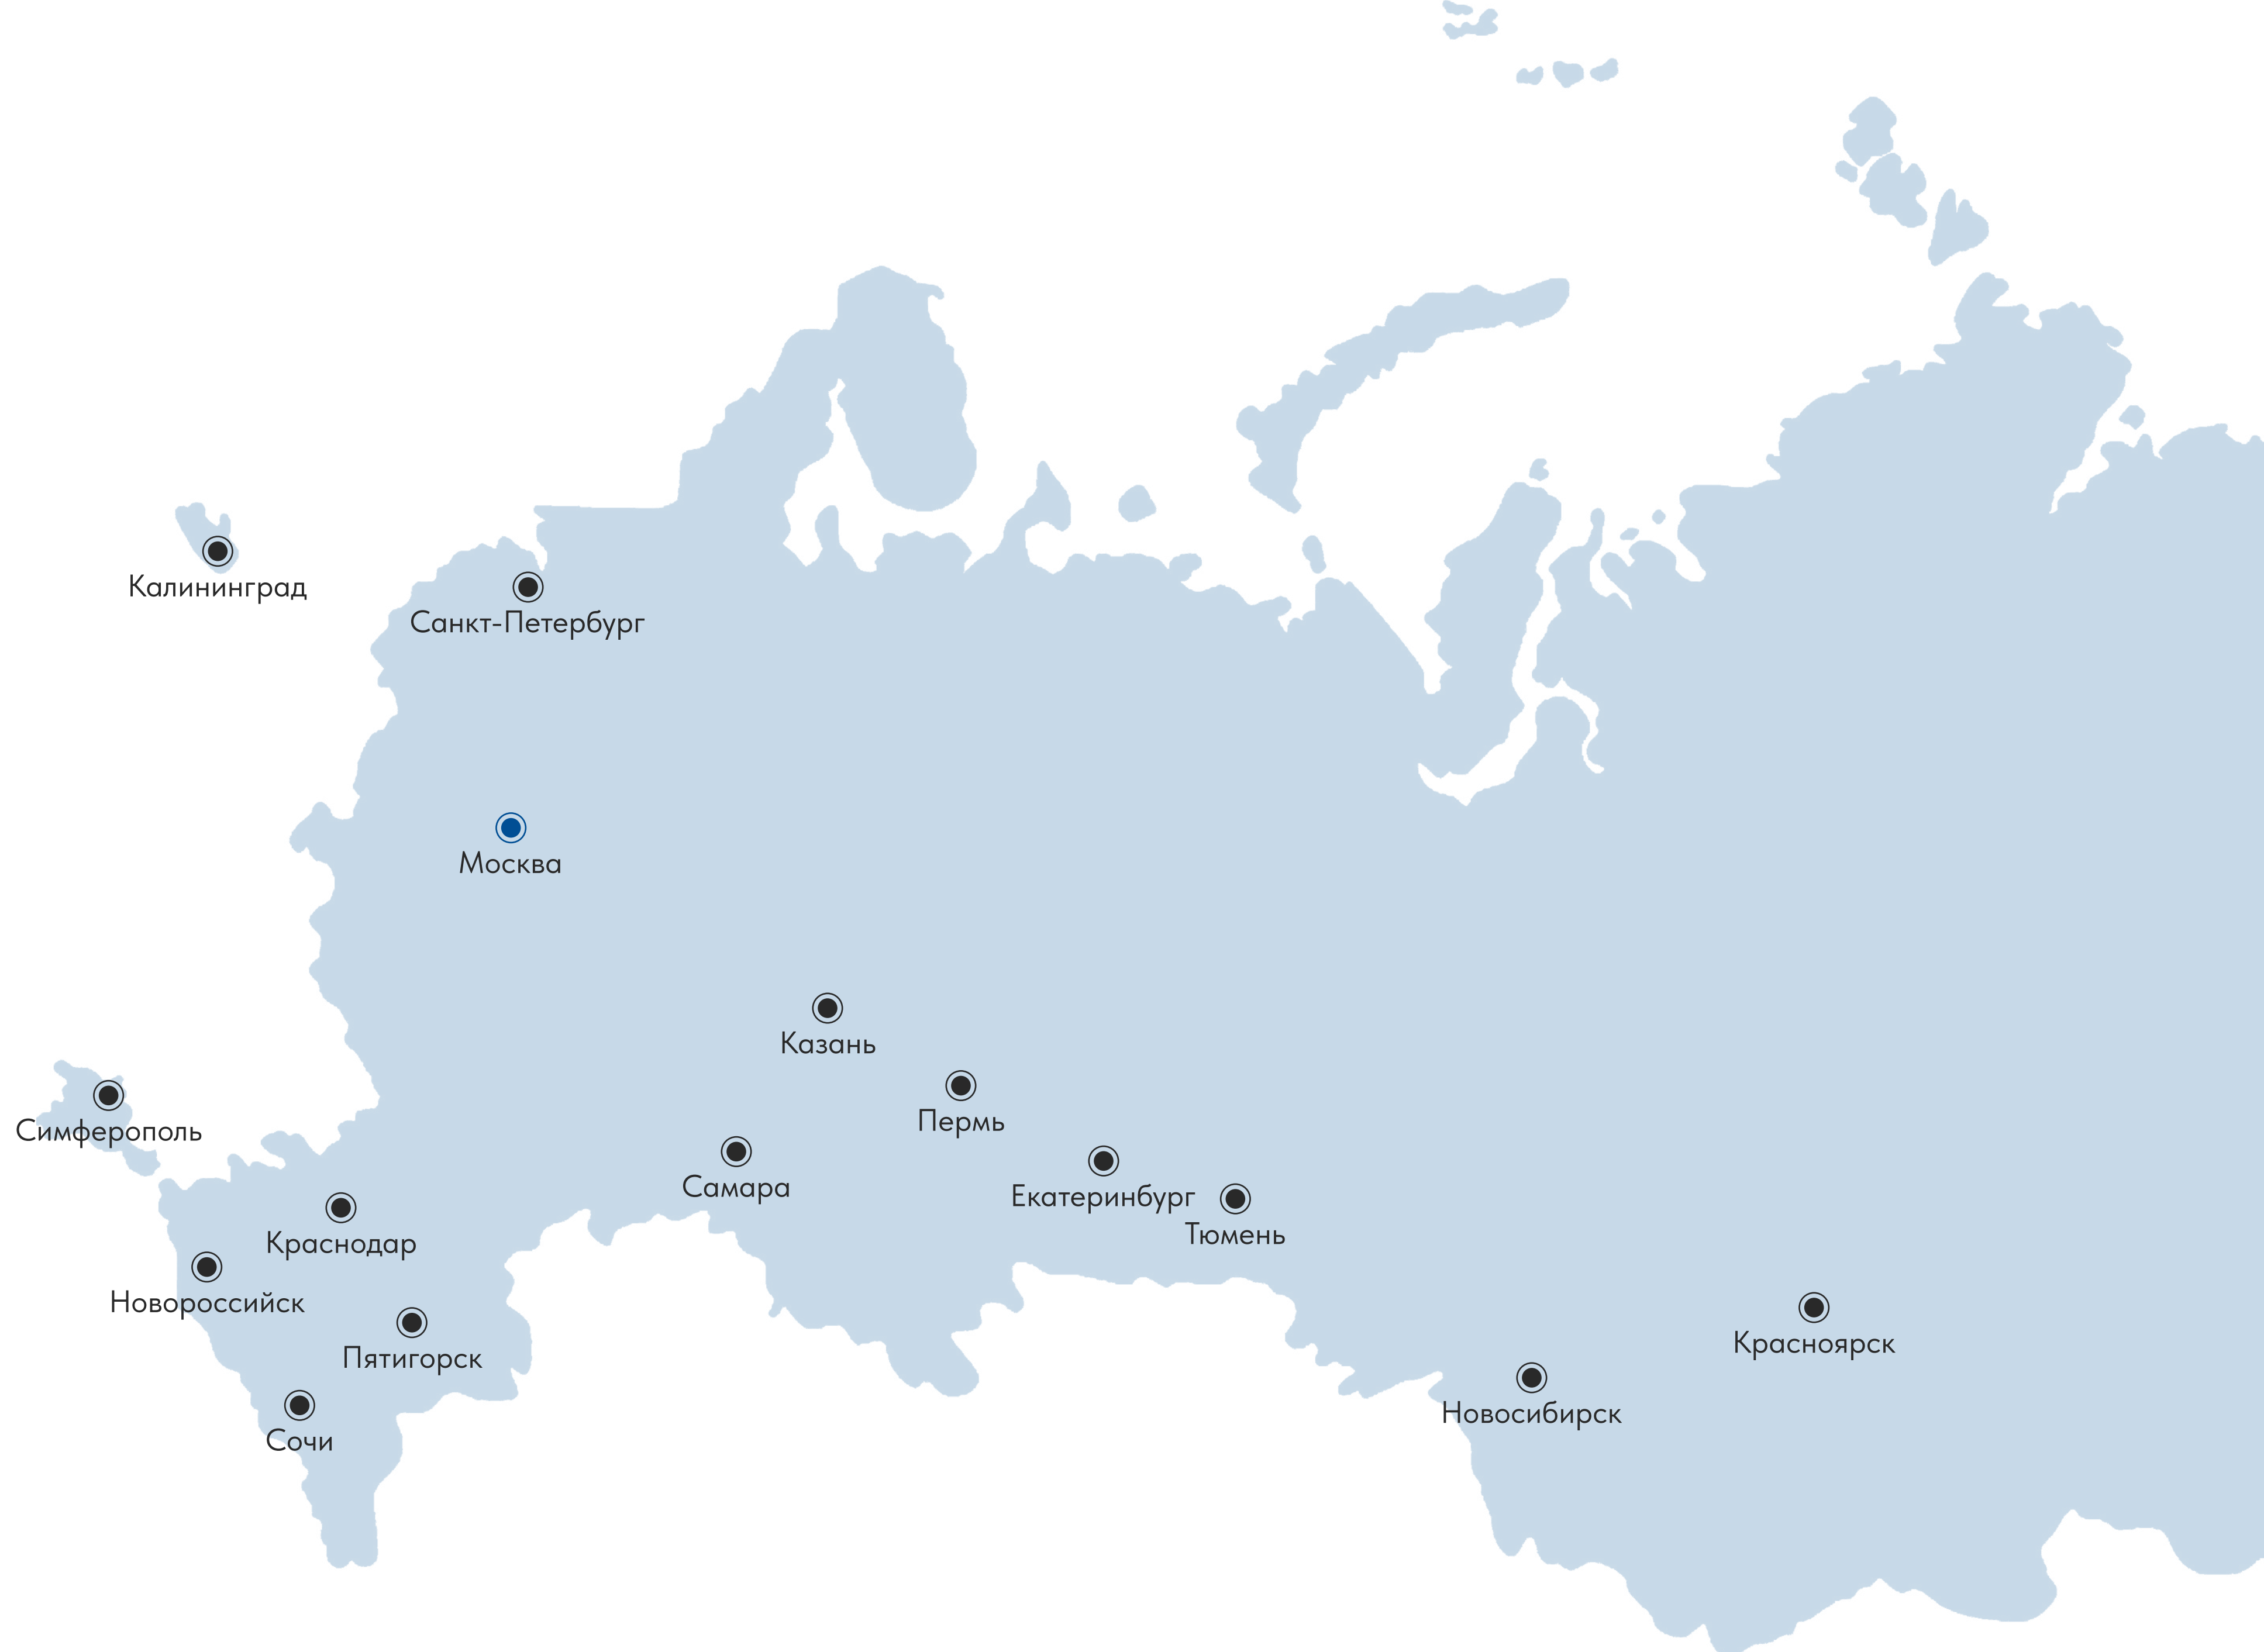 Калининград
Санкт-Петербург
Москва
Казань
Пермь
Симферополь
Самара
Екатеринбург
Тюмень
Краснодар
Новороссийск
Пятигорск
Красноярск
Новосибирск
Сочи